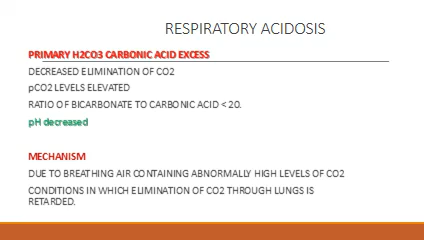 RESPIRATORY ACIDOSIS
PRIMARY H2CO3 CARBONIC ACID EXCESS
DECREASED ELIMINATION OF CO2
pCO2 LEVELS ELEVATED
RATIO OF BICARBONATE TO CARBONIC ACID < 20.
pH decreased
MECHANISM
DUE TO BREATHING AIR CONTAINING ABNORMALLY HIGH LEVELS OF CO2
CONDITIONS IN WHICH ELIMINATION OF CO2 THROUGH LUNGS IS
RETARDED.